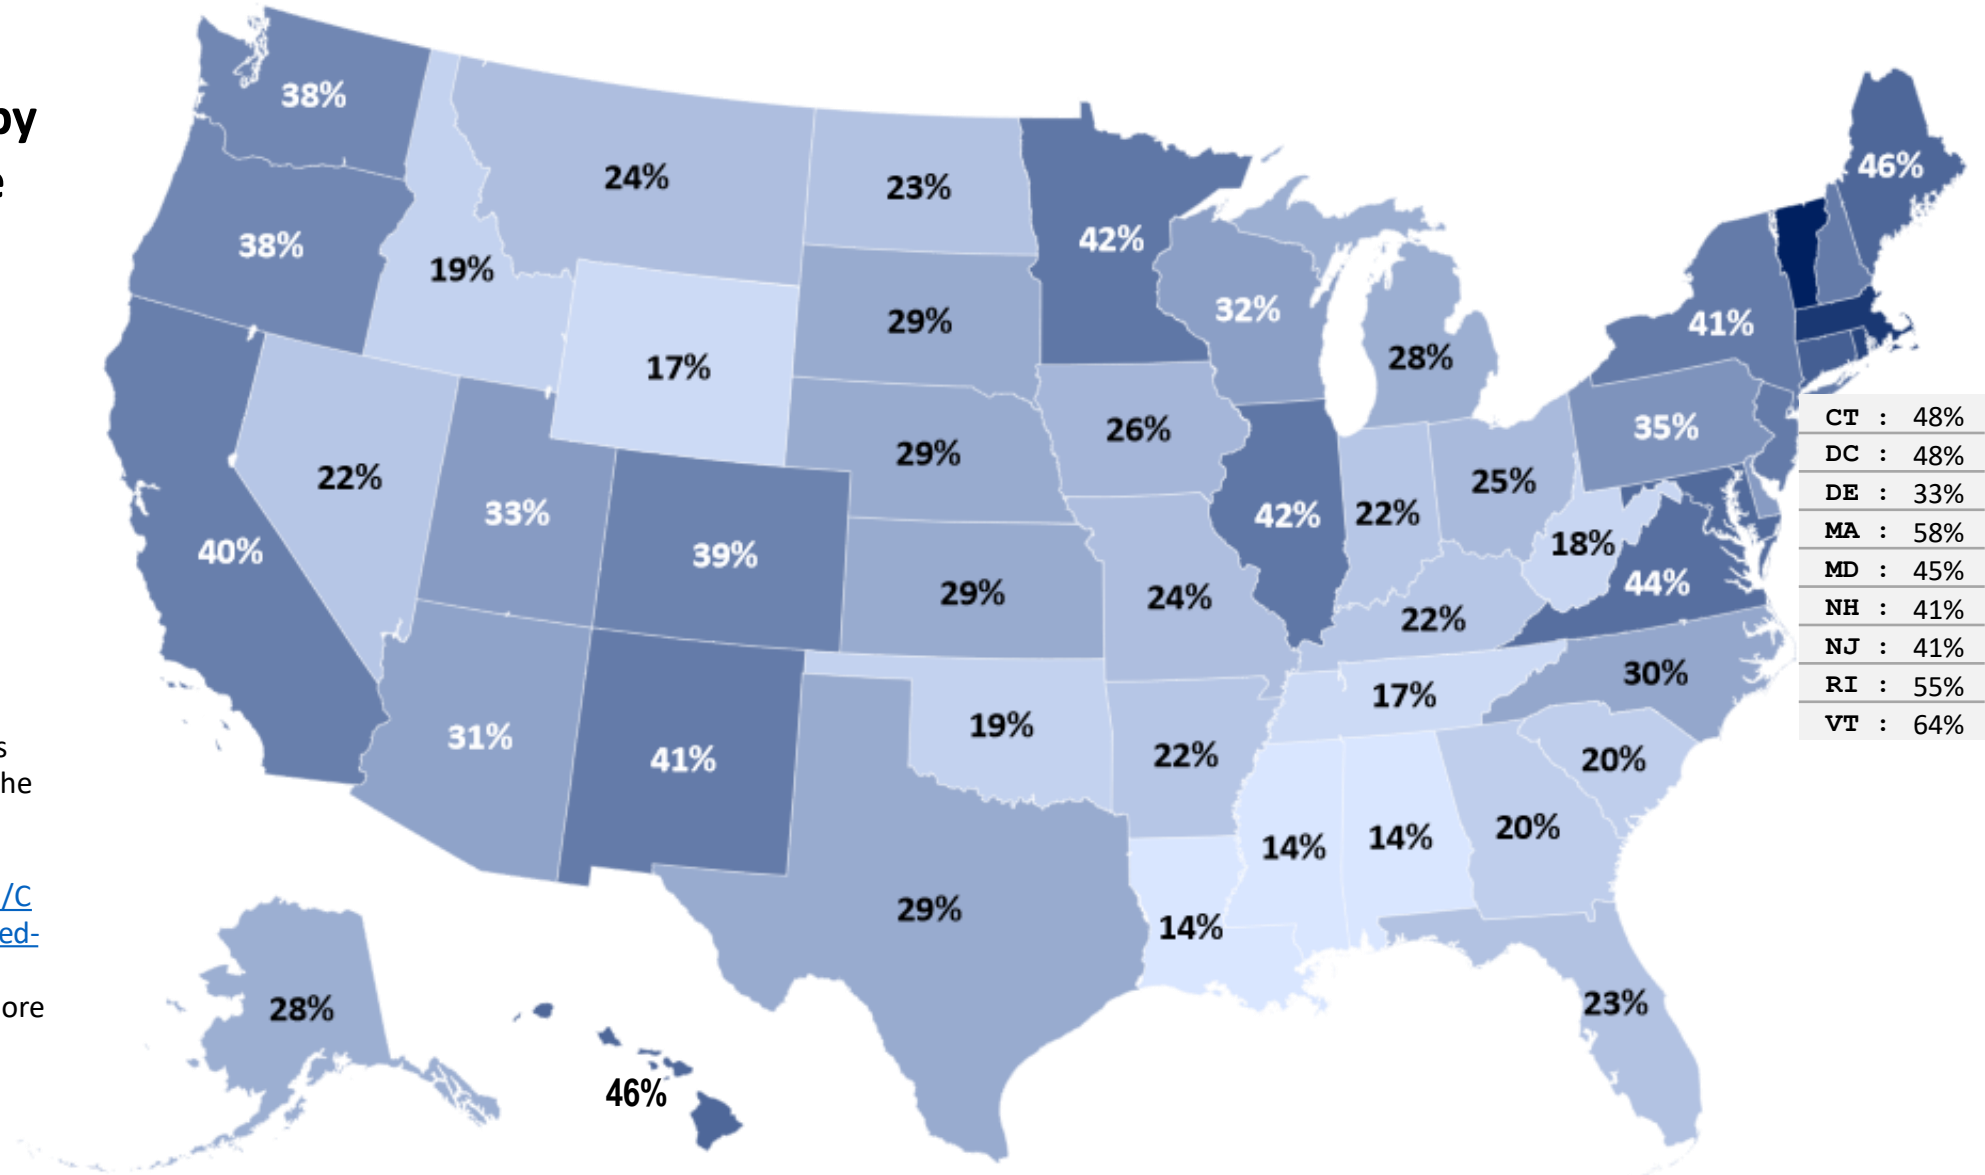 by
e
s
he
/C
ed-
ore
38%
46%
24%
23%
38%
42%
19%
32%
29%
41%
28%
17%
26%
35%
29%
22%
25%
33%
42%
22%
40%
39%
18%
29%
24%
44%
22%
30%
17%
19%
31%
41%
22%
20%
14%
14%
20%
29%
14%
23%
28%
46%
CT : 48%
DC : 48%
DE : 33%
MA : 58%
MD : 45%
NH : 41%
NJ : 41%
RI : 55%
VT : 64%